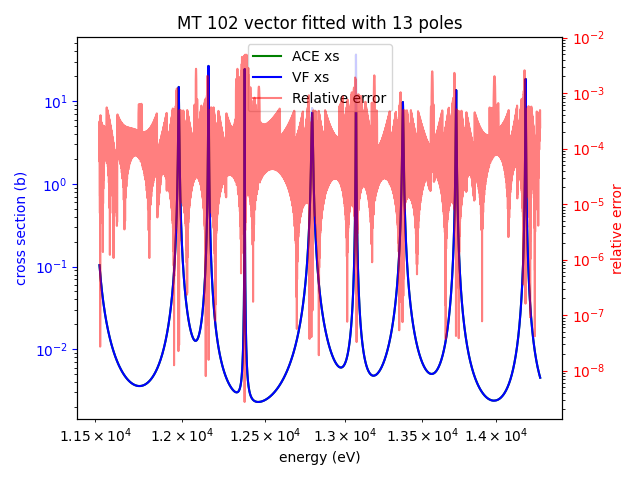 MT 102 vector fitted with 13 poles
ACE xs
VF xs
Relative error
cross section (b)
10¹
10⁰
10⁻¹
10⁻²
relative error
10⁻²
10⁻³
10⁻⁴
10⁻⁵
10⁻⁶
10⁻⁷
10⁻⁸
1.15 × 10⁴ 1.2 × 10⁴ 1.25 × 10⁴ 1.3 × 10⁴ 1.35 × 10⁴ 1.4 × 10⁴
energy (eV)